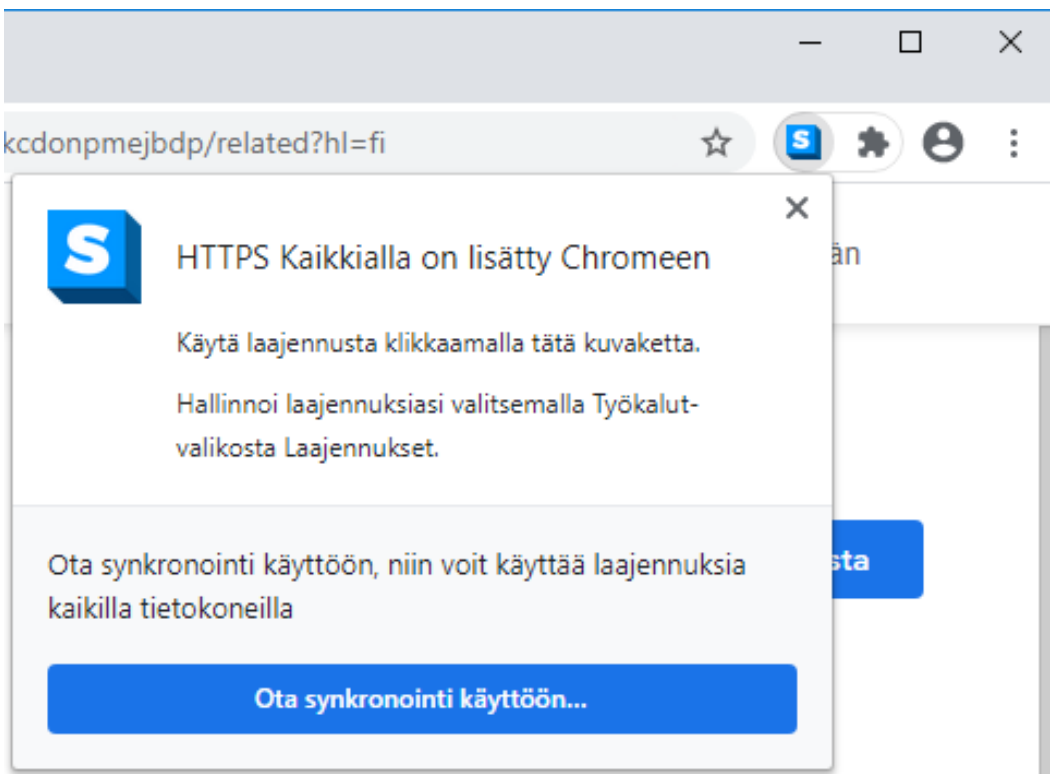 kcdonpmejbdp/related?hl=fi
S
S
HTTPS Kaikkialla on lisätty Chromeen
än
Käytä laajennusta klikkaamalla tätä kuvaketta.
Hallinnoi laajennuksiasi valitsemalla Työkalut-
valikosta Laajennukset.
Ota synkronointi käyttöön, niin voit käyttää laajennuksia
kaikilla tietokoneilla
sta
Ota synkronointi käyttöön...